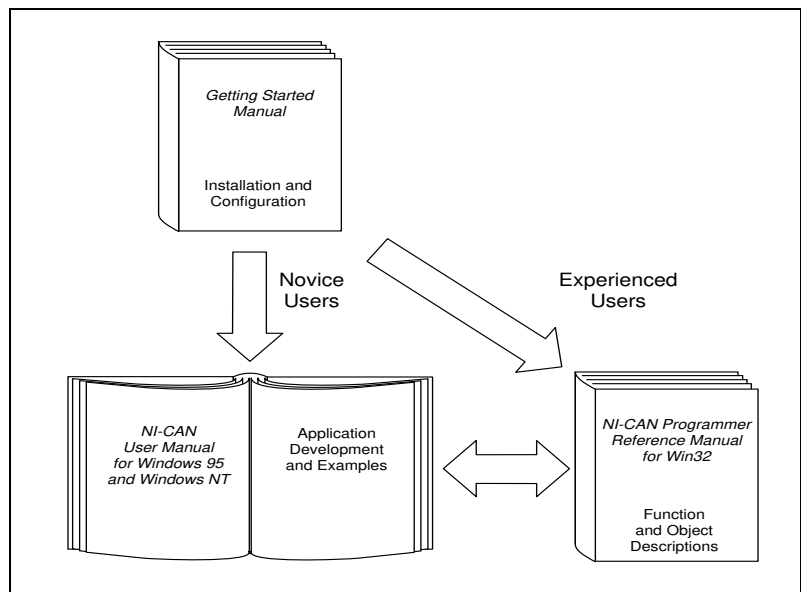 Getting Started
Manual
Installation and
Configuration
Novice
Users
Experienced
Users
NI-CAN
User Manual
for Windows 95
and Windows NT
Application
Development
and Examples
NI-CAN Programmer
Reference Manual
for Win32
Function
and Object
Descriptions